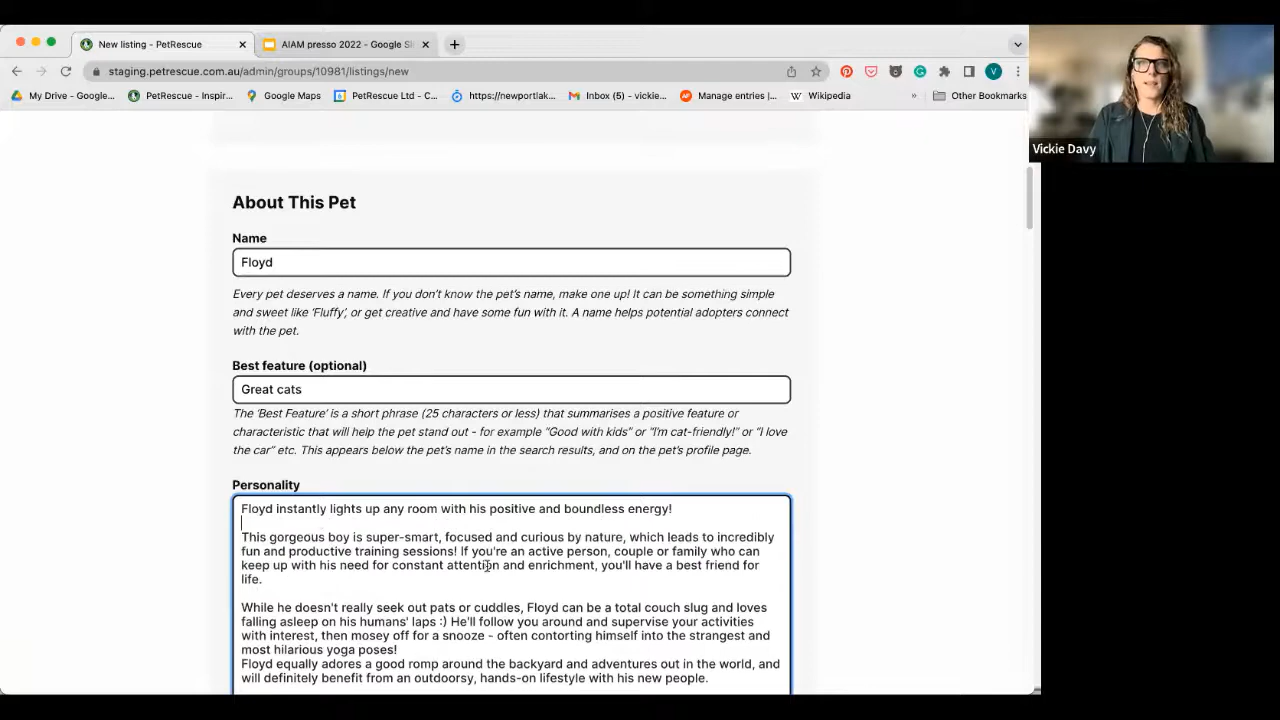 New listing - PetRescue
AIAM presso 2022 - Google Sl
staging.petrescue.com.au/admin/groups/10981/listings/new
V
My Drive - Google...
PetRescue - Inspir...
Google Maps
PetRescue Ltd - C...
https://newportlak...
Inbox (5) - vickie...
Manage entries |...
Wikipedia
»
Other Bookmarks
Vickie Davy
About This Pet
Name
Floyd
Every pet deserves a name. If you don't know the pet's name, make one up! It can be something simple
and sweet like 'Fluffy', or get creative and have some fun with it. A name helps potential adopters connect
with the pet.
Best feature (optional)
Great cats
The 'Best Feature' is a short phrase (25 characters or less) that summarises a positive feature or
characteristic that will help the pet stand out - for example "Good with kids" or "I'm cat-friendly!" or "I love
the car" etc. This appears below the pet's name in the search results, and on the pet's profile page.
Personality
Floyd instantly lights up any room with his positive and boundless energy!
This gorgeous boy is super-smart, focused and curious by nature, which leads to incredibly
fun and productive training sessions! If you're an active person, couple or family who can
keep up with his need for constant attention and enrichment, you'll have a best friend for
life.
While he doesn't really seek out pats or cuddles, Floyd can be a total couch slug and loves
falling asleep on his humans' laps :) He'll follow you around and supervise your activities
with interest, then mosey off for a snooze - often contorting himself into the strangest and
most hilarious yoga poses!
Floyd equally adores a good romp around the backyard and adventures out in the world, and
will definitely benefit from an outdoorsy, hands-on lifestyle with his new people.